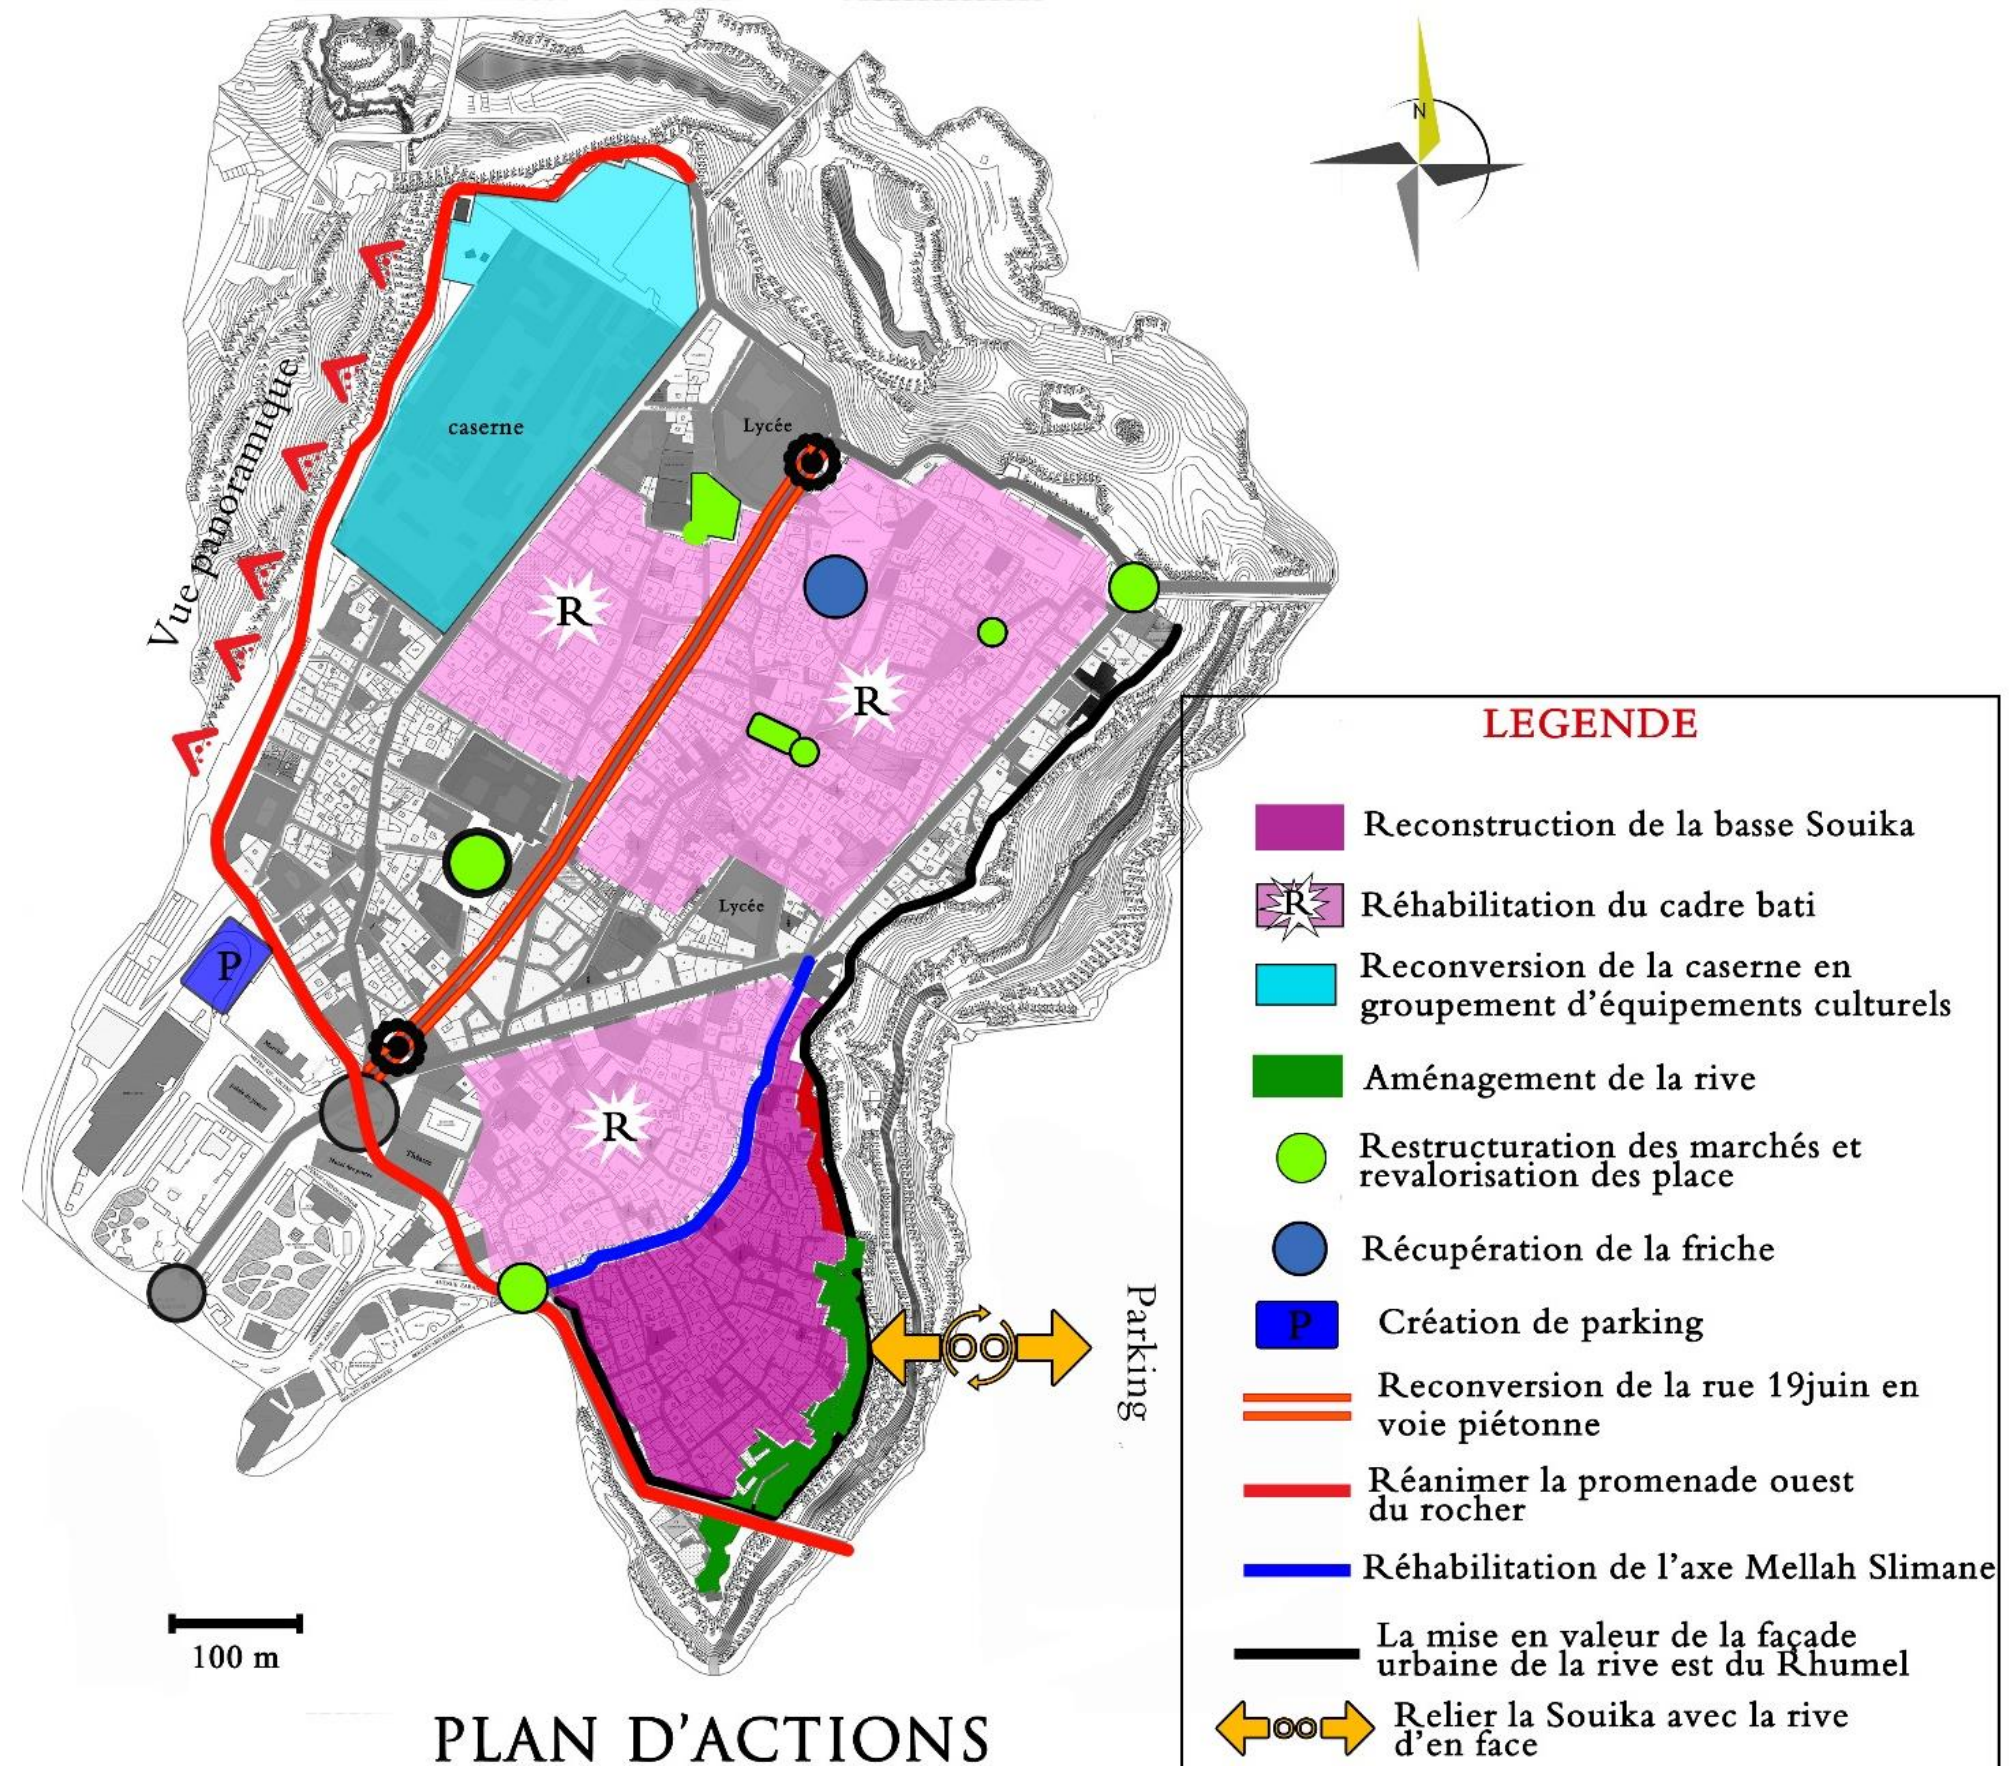 N
Vue panoramique
caserne
Lycée
R
R
Lycée
P
R
Théatre
Parking
100 m
PLAN D'ACTIONS
LEGENDE
Reconstruction de la basse Souika
R
Réhabilitation du cadre bati
Reconversion de la caserne en
groupement d'équipements culturels
Aménagement de la rive
Restructuration des marchés et
revalorisation des place
Récupération de la friche
P
Création de parking
Reconversion de la rue 19juin en
voie piétonne
Réanimer la promenade ouest
du rocher
Réhabilitation de l'axe Mellah Slimane
La mise en valeur de la façade
urbaine de la rive est du Rhumel
Relier la Souika avec la rive
d'en face